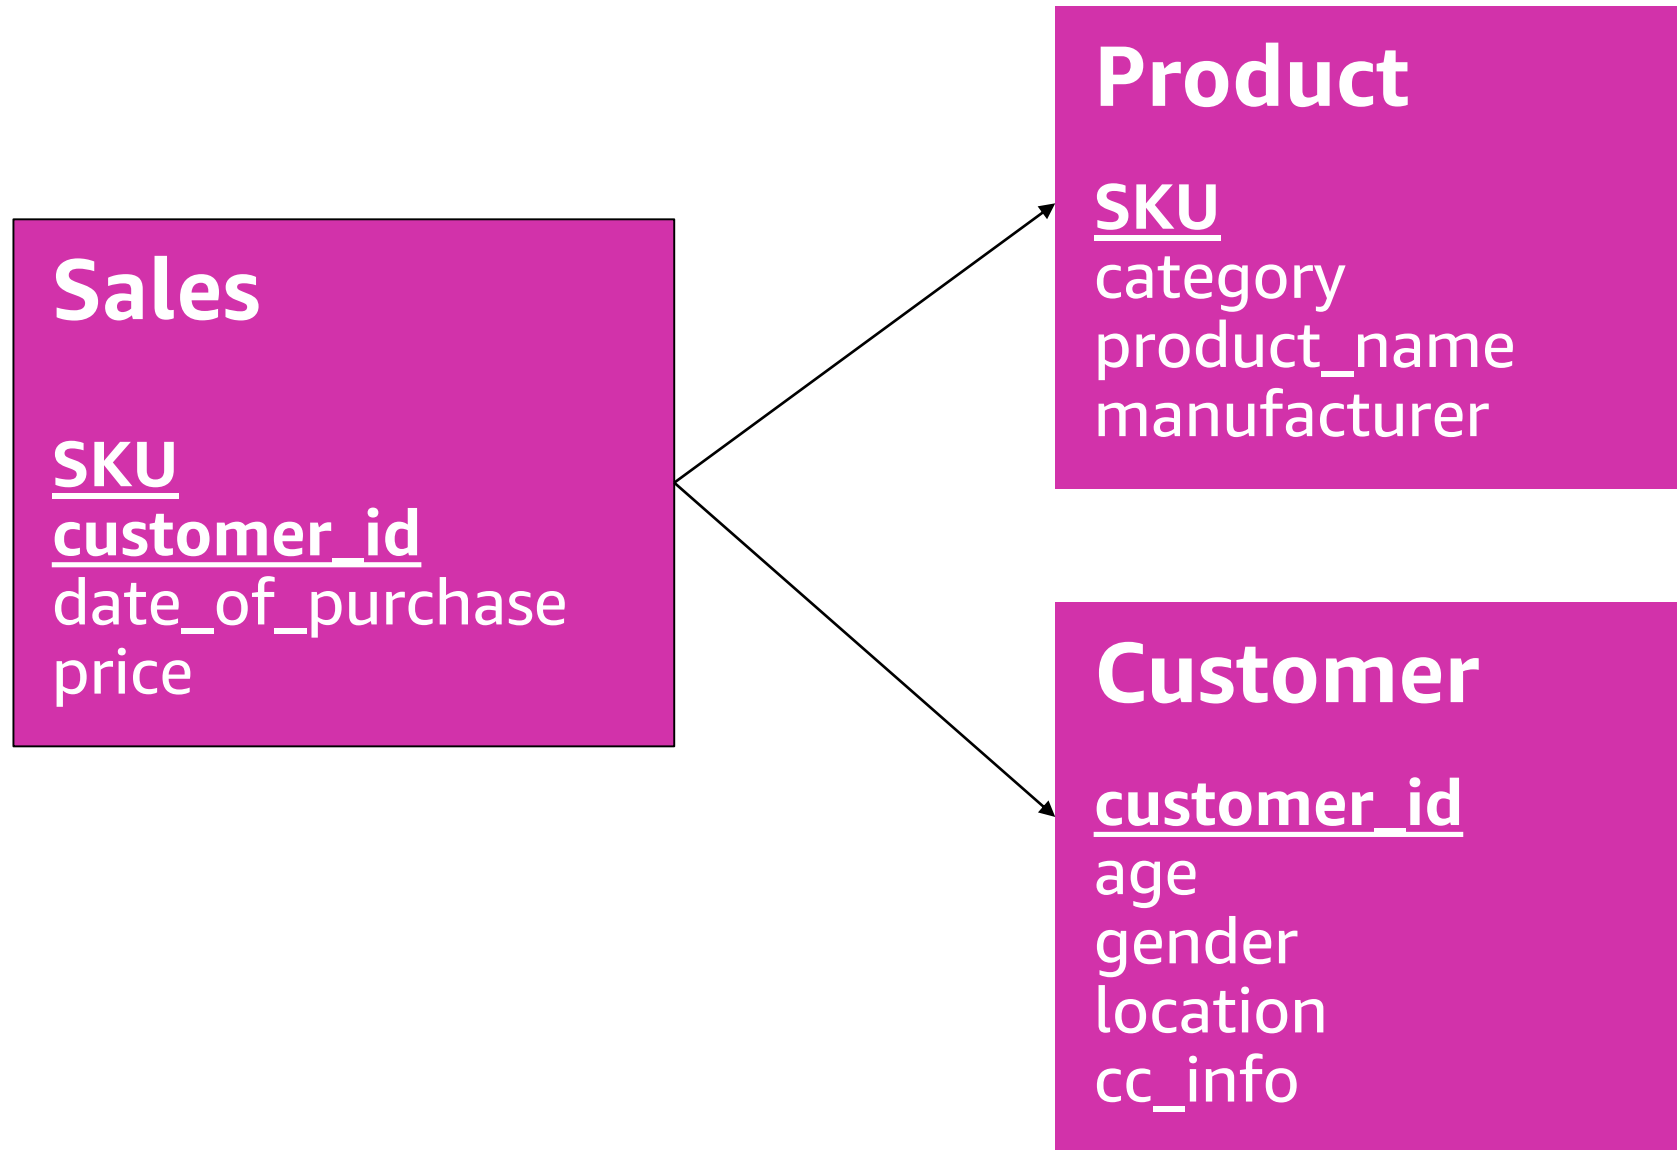 Sales
SKU
customer_id
date_of_purchase
price
Product
SKU
category
product_name
manufacturer
Customer
customer_id
age
gender
location
cc_info